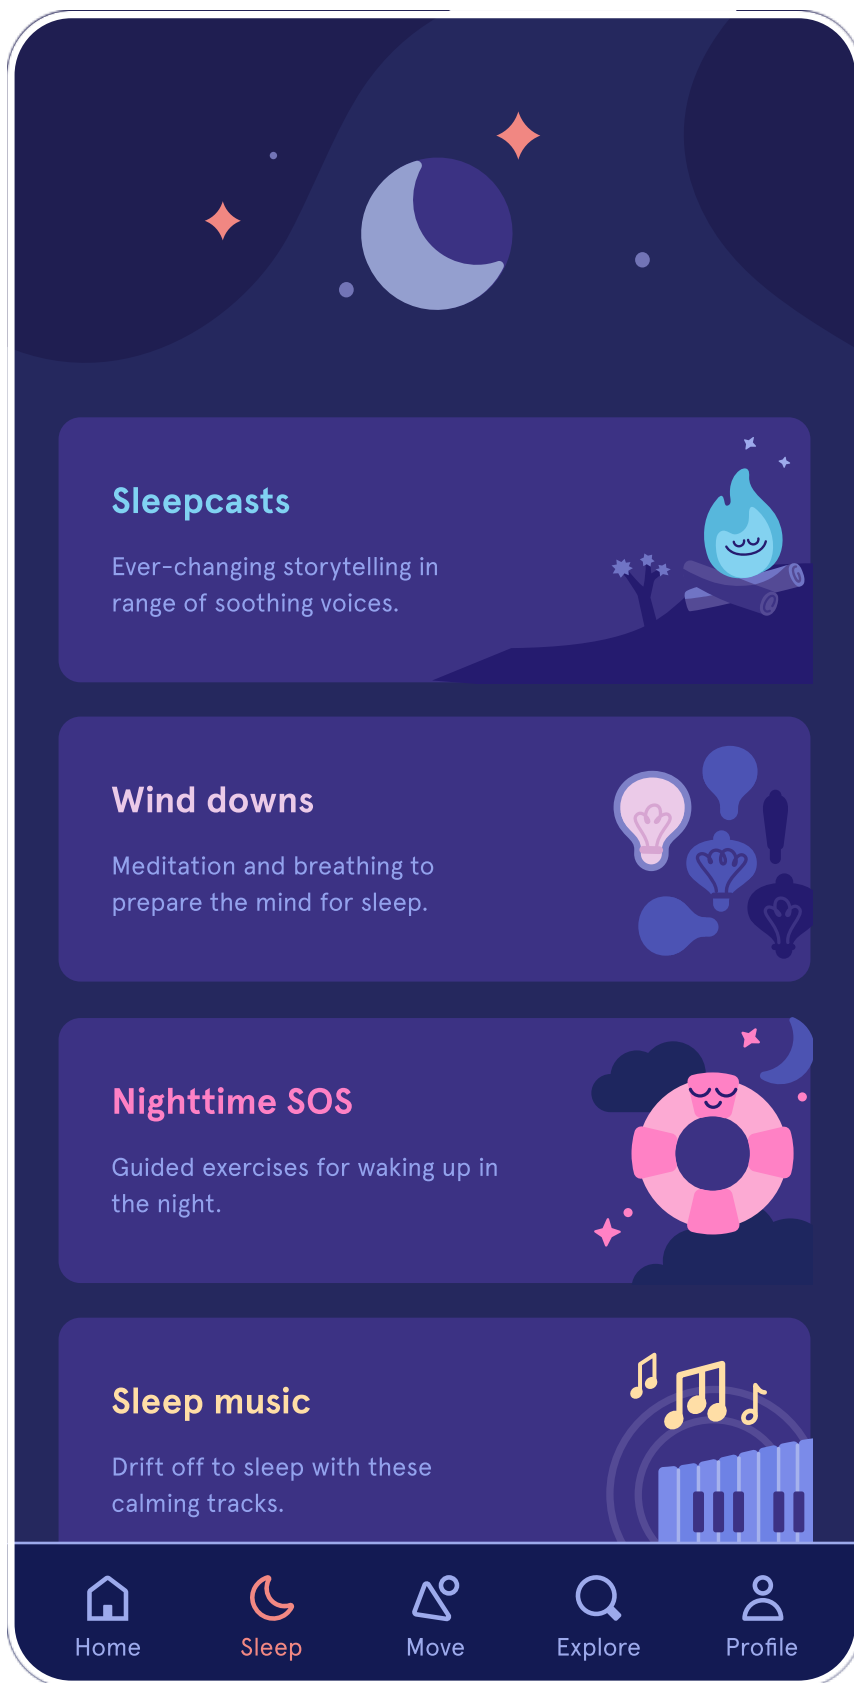 Sleepcasts
Ever-changing storytelling in
range of soothing voices.
Wind downs
Meditation and breathing to
prepare the mind for sleep.
Nighttime SOS
Guided exercises for waking up in
the night.
Sleep music
Drift off to sleep with these
calming tracks.
Home Sleep Move Explore Profile